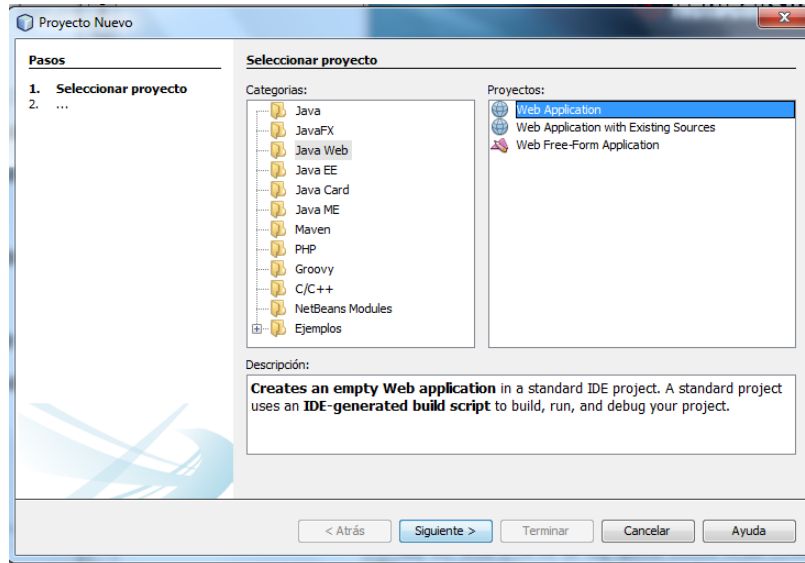 Proyecto Nuevo
Pasos
1. Seleccionar proyecto
2. ...
Seleccionar proyecto
Categorias:
Java
JavaFX
Java Web
Java EE
Java Card
Java ME
Maven
PHP
Groovy
C/C++
NetBeans Modules
Ejemplos
Proyectos:
Web Application
Web Application with Existing Sources
Web Free-Form Application
Descripción:
Creates an empty Web application in a standard IDE project. A standard project
uses an IDE-generated build script to build, run, and debug your project.
< Atrás
Siguiente >
Terminar
Cancelar
Ayuda